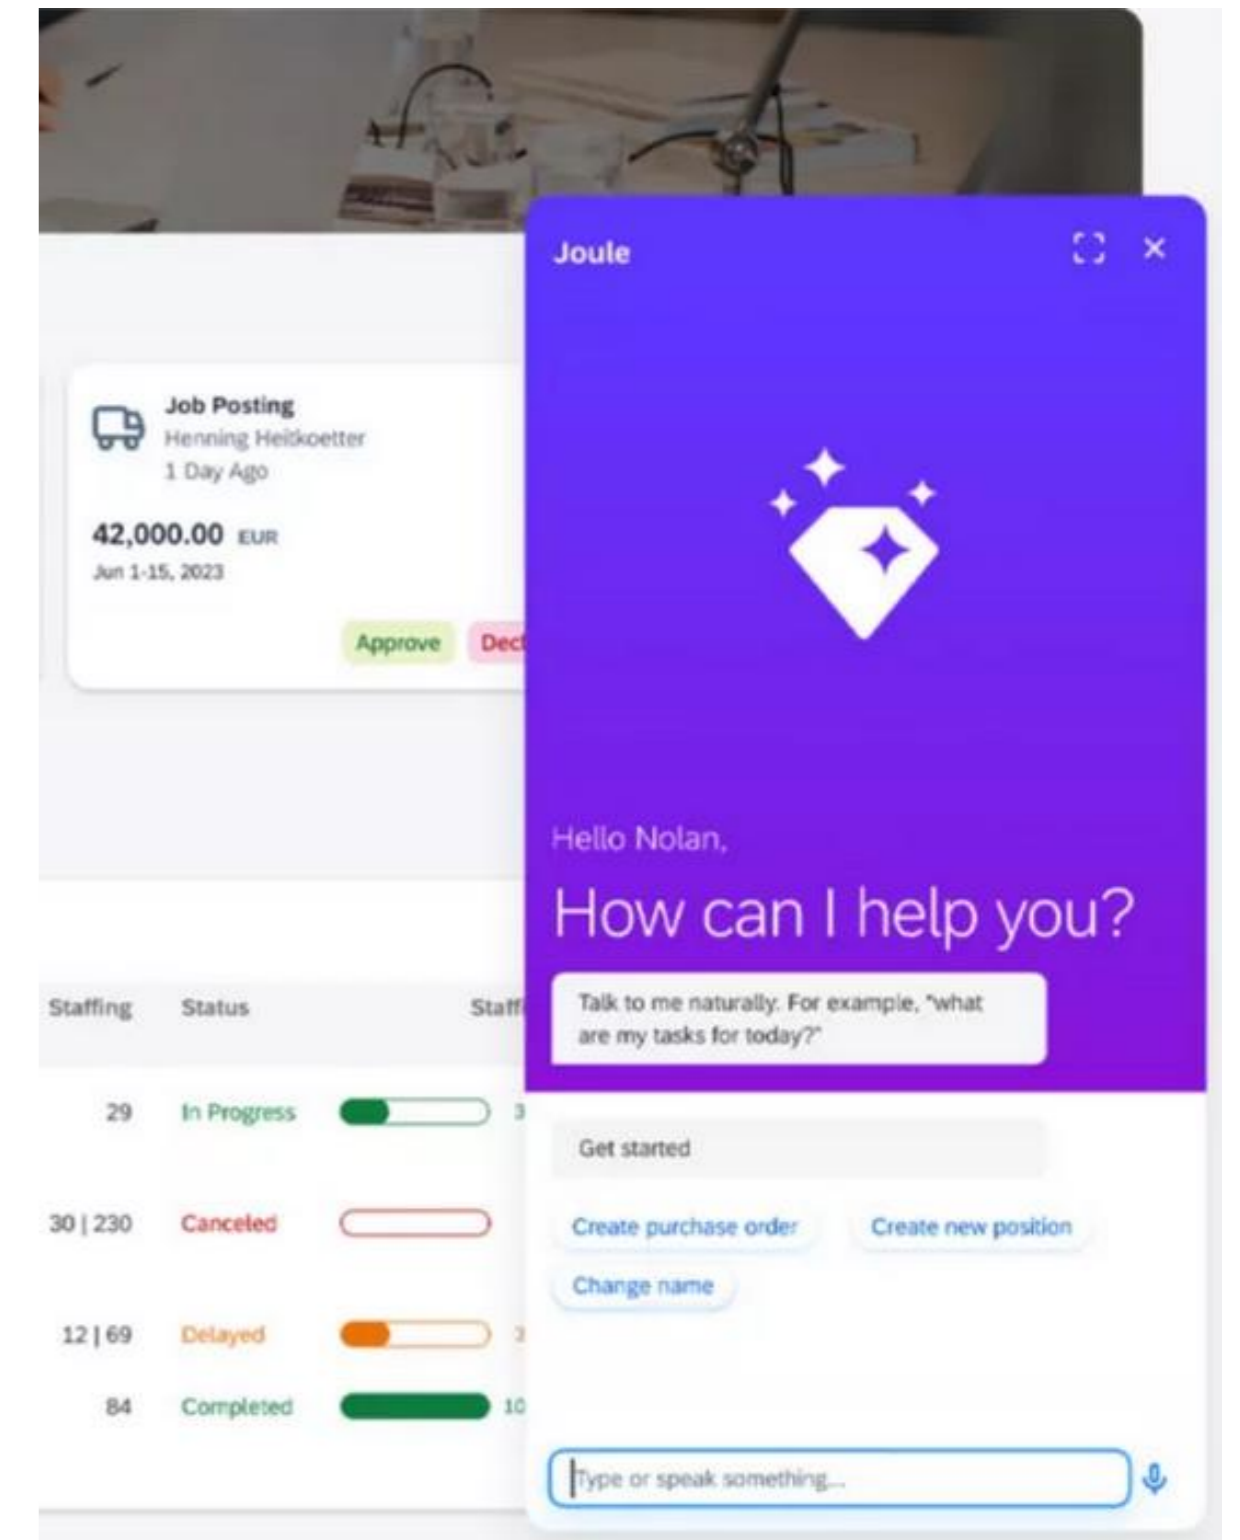 Joule
Job Posting
Henning Heitkoetter
1 Day Ago
42,000.00 EUR
Jun 1-15, 2023
Approve
Hello Nolan,
How can I help you?
Talk to me naturally. For example, "what
are my tasks for today?"
Staffing Status
29 In Progress
30 | 230 Canceled
12 | 69 Delayed
84 Completed
Get started
Create purchase order Create new position
Change name
Type or speak something...